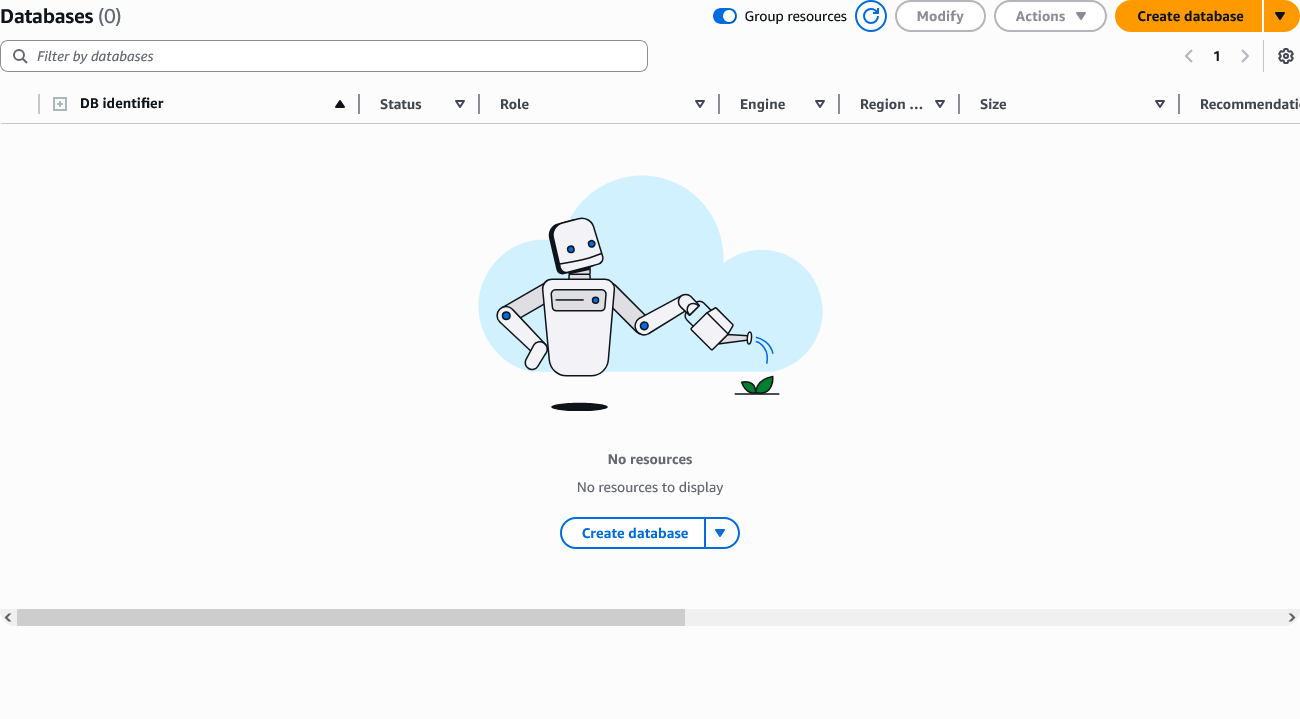 Databases (0)
Group resources
Modify
Actions
Create database
Filter by databases
1
DB identifier
Status
Role
Engine
Region ...
Size
Recommendati
No resources
No resources to display
Create database